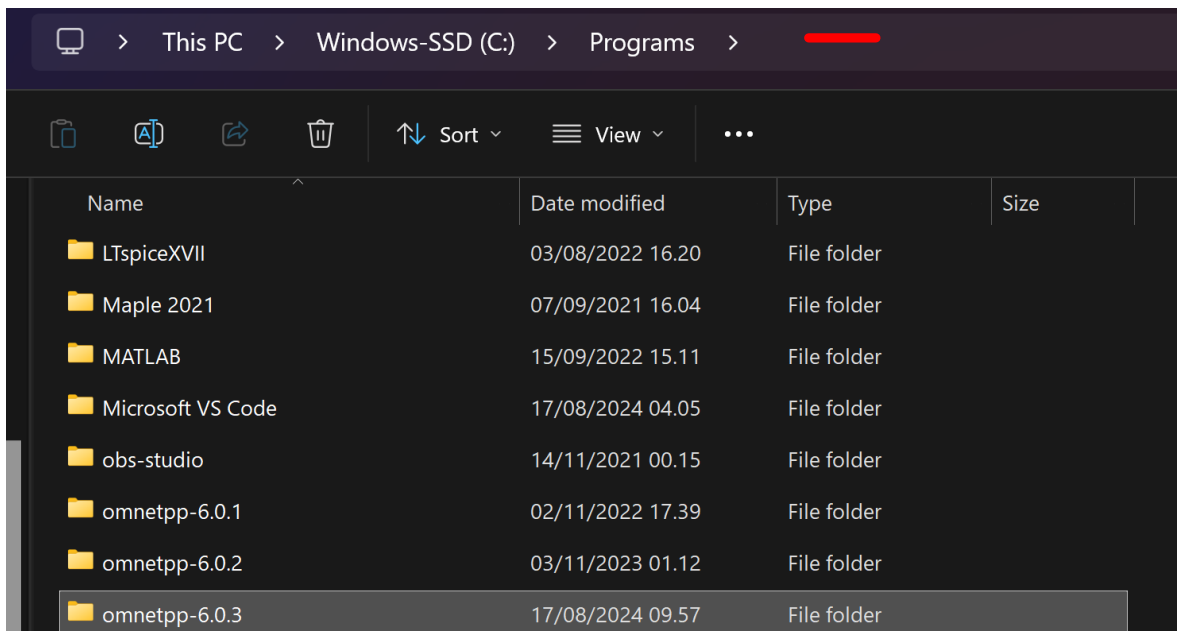 This PC > Windows-SSD (C:) > Programs >
Sort View
Name Date modified Type Size
LTspiceXVII 03/08/2022 16.20 File folder
Maple 2021 07/09/2021 16.04 File folder
MATLAB 15/09/2022 15.11 File folder
Microsoft VS Code 17/08/2024 04.05 File folder
obs-studio 14/11/2021 00.15 File folder
omnetpp-6.0.1 02/11/2022 17.39 File folder
omnetpp-6.0.2 03/11/2023 01.12 File folder
omnetpp-6.0.3 17/08/2024 09.57 File folder